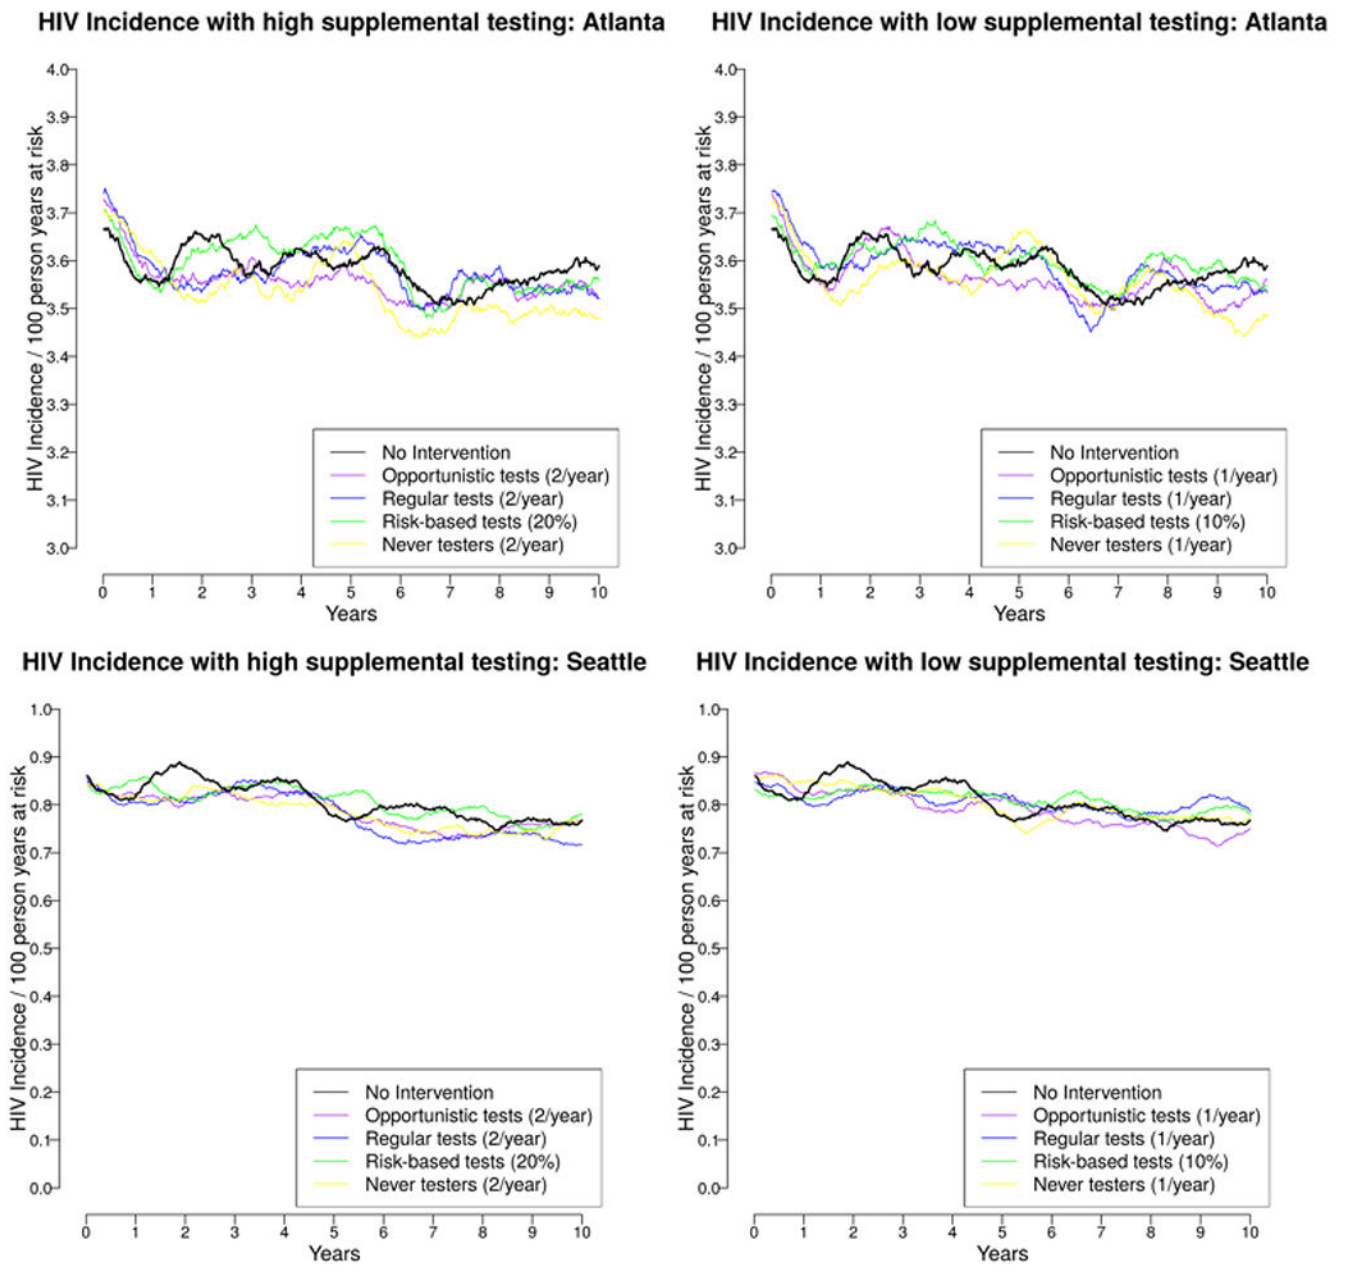 HIV Incidence with high supplemental testing: Atlanta
HIV Incidence / 100 person years at risk
4.0
3.9
3.8
3.7
3.6
3.5
3.4
3.3
3.2
3.1
3.0
No Intervention
Opportunistic tests (2/year)
Regular tests (2/year)
Risk-based tests (20%)
Never testers (2/year)
0 1 2 3 4 5 6 7 8 9 10
Years
HIV Incidence with low supplemental testing: Atlanta
HIV Incidence / 100 person years at risk
4.0
3.9
3.8
3.7
3.6
3.5
3.4
3.3
3.2
3.1
3.0
No Intervention
Opportunistic tests (1/year)
Regular tests (1/year)
Risk-based tests (10%)
Never testers (1/year)
0 1 2 3 4 5 6 7 8 9 10
Years
HIV Incidence with high supplemental testing: Seattle
HIV Incidence / 100 person years at risk
1.0
0.9
0.8
0.7
0.6
0.5
0.4
0.3
0.2
0.1
0.0
No Intervention
Opportunistic tests (2/year)
Regular tests (2/year)
Risk-based tests (20%)
Never testers (2/year)
0 1 2 3 4 5 6 7 8 9 10
Years
HIV Incidence with low supplemental testing: Seattle
HIV Incidence / 100 person years at risk
1.0
0.9
0.8
0.7
0.6
0.5
0.4
0.3
0.2
0.1
0.0
No Intervention
Opportunistic tests (1/year)
Regular tests (1/year)
Risk-based tests (10%)
Never testers (1/year)
0 1 2 3 4 5 6 7 8 9 10
Years